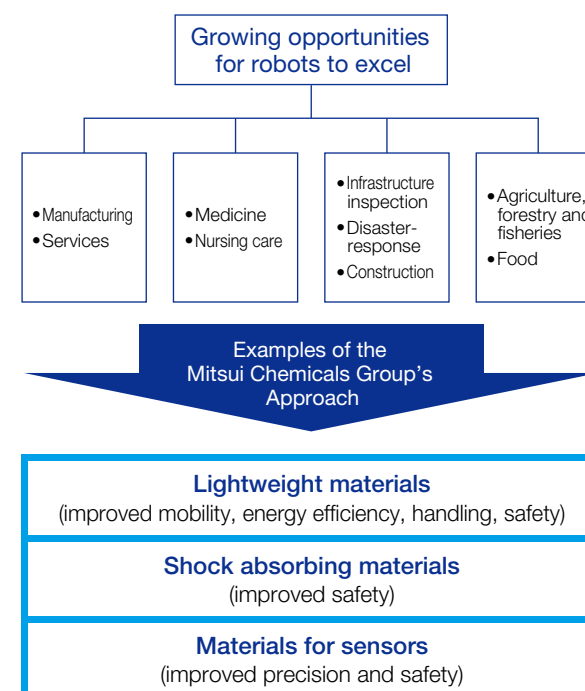 Growing opportunities
for robots to excel
•Manufacturing
•Services
•Medicine
•Nursing care
•Infrastructure
inspection
•Disaster-
response
•Construction
•Agriculture,
forestry and
fisheries
•Food
Examples of the
Mitsui Chemicals Group's
Approach
Lightweight materials
(improved mobility, energy efficiency, handling, safety)
Shock absorbing materials
(improved safety)
Materials for sensors
(improved precision and safety)